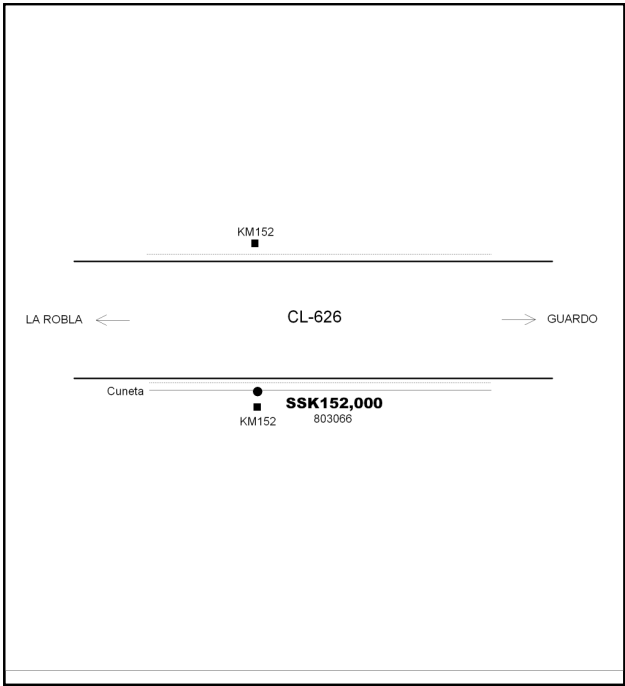 KM152
CL-626
LA ROBLA
GUARDO
Cuneta
SSK152,000
803066
KM152